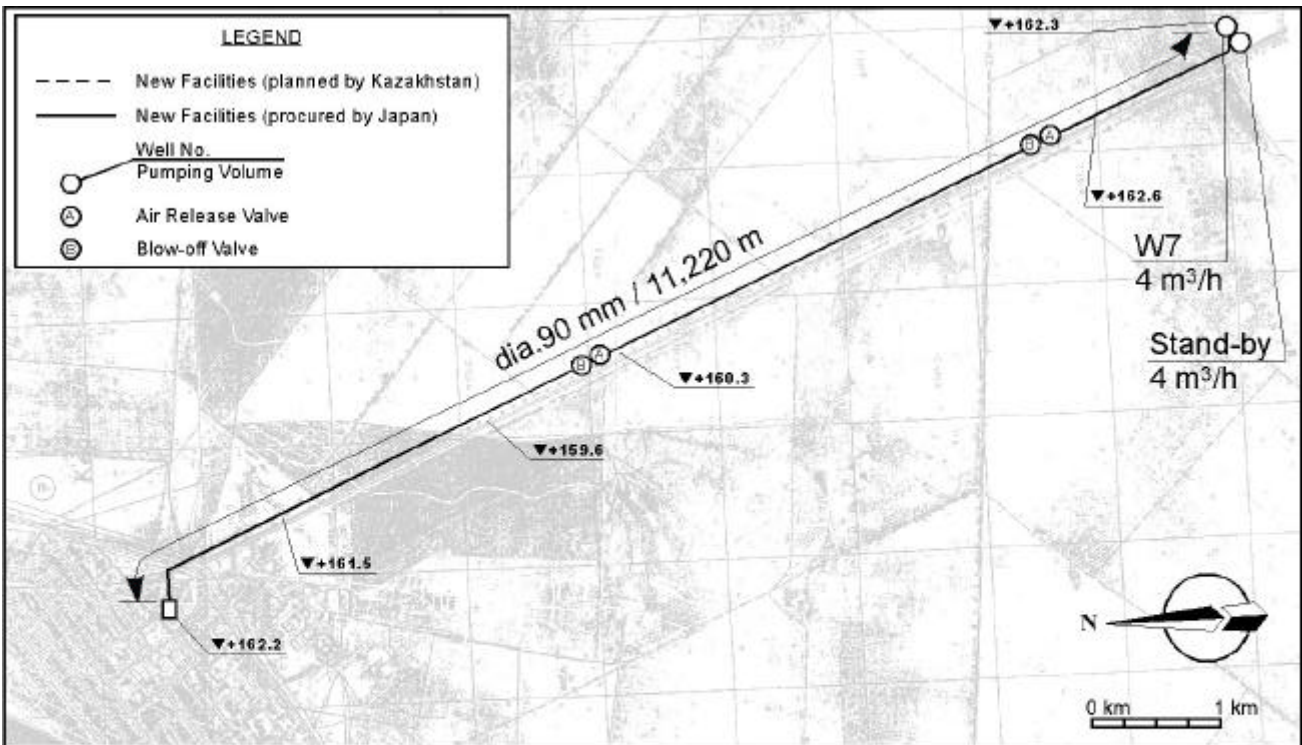 LEGEND
New Facilities (planned by Kazakhstan)
New Facilities (procured by Japan)
Well No.
Pumping Volume
A Air Release Valve
B Blow-off Valve
▼+162.3
B A
▼+162.6
W7
4 m³/h
dia.90 mm / 11,220 m
Stand-by
4 m³/h
B A
▼+160.3
▼+159.6
▼+161.5
▼+162.2
N
0 km 1 km